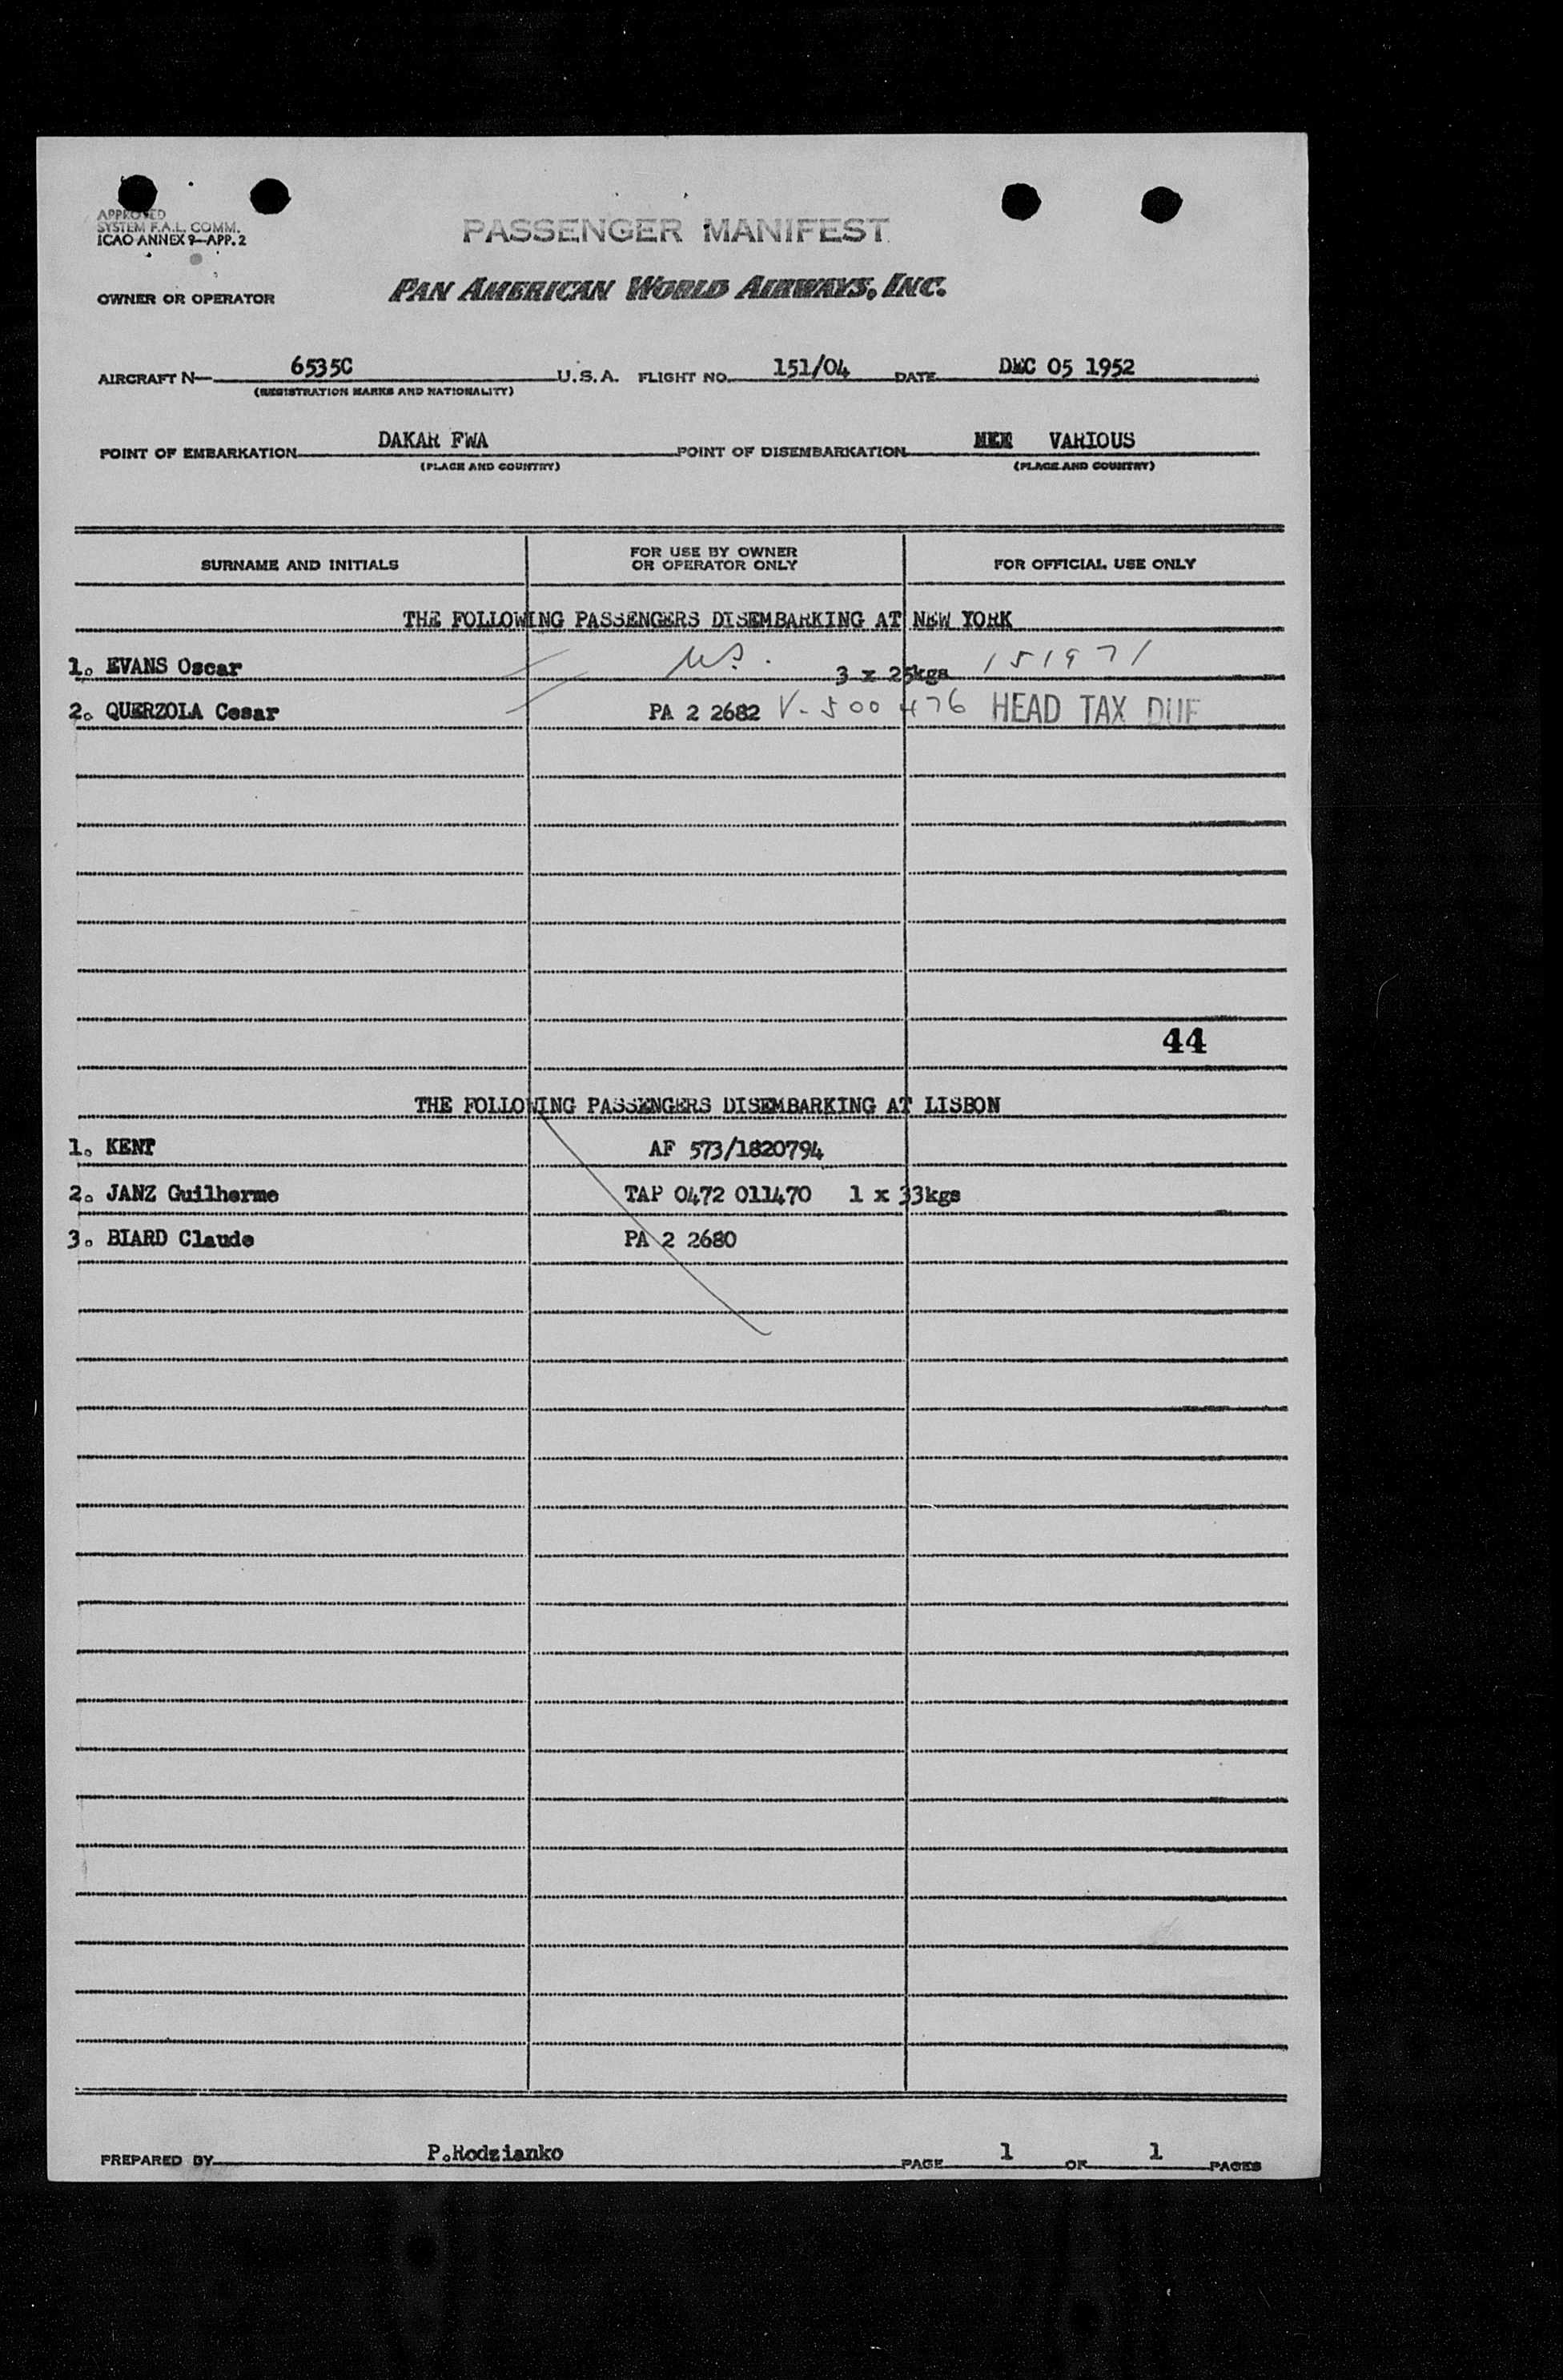 APPROVED
SYSTEM F.A.L. COMM.
ICAO ANNEX 9—APP. 2
PASSENGER MANIFEST
OWNER OR OPERATOR PAN AMERICAN WORLD AIRWAYS, INC.
AIRCRAFT N— 6535C U.S.A. FLIGHT NO. 151/04 DATE DEC 05 1952
(REGISTRATION MARKS AND NATIONALITY)
POINT OF EMBARKATION DAKAR FWA POINT OF DISEMBARKATION VARIOUS
(PLACE AND COUNTRY) (PLACE AND COUNTRY)
SURNAME AND INITIALS FOR USE BY OWNER OR OPERATOR ONLY FOR OFFICIAL USE ONLY
THE FOLLOWING PASSENGERS DISEMBARKING AT NEW YORK
1. EVANS Oscar 3 x 25kgs 151971
2. QUERZOLA Cesar PA 2 2682 V-500476 HEAD TAX DUE
44
THE FOLLOWING PASSENGERS DISEMBARKING AT LISBON
1. KENT AF 573/1820794
2. JANZ Guilherme TAP 0472 011470 1 x 33kgs
3. BIARD Claude PA 2 2680
PREPARED BY P.Rodzianko PAGE 1 OF 1 PAGES